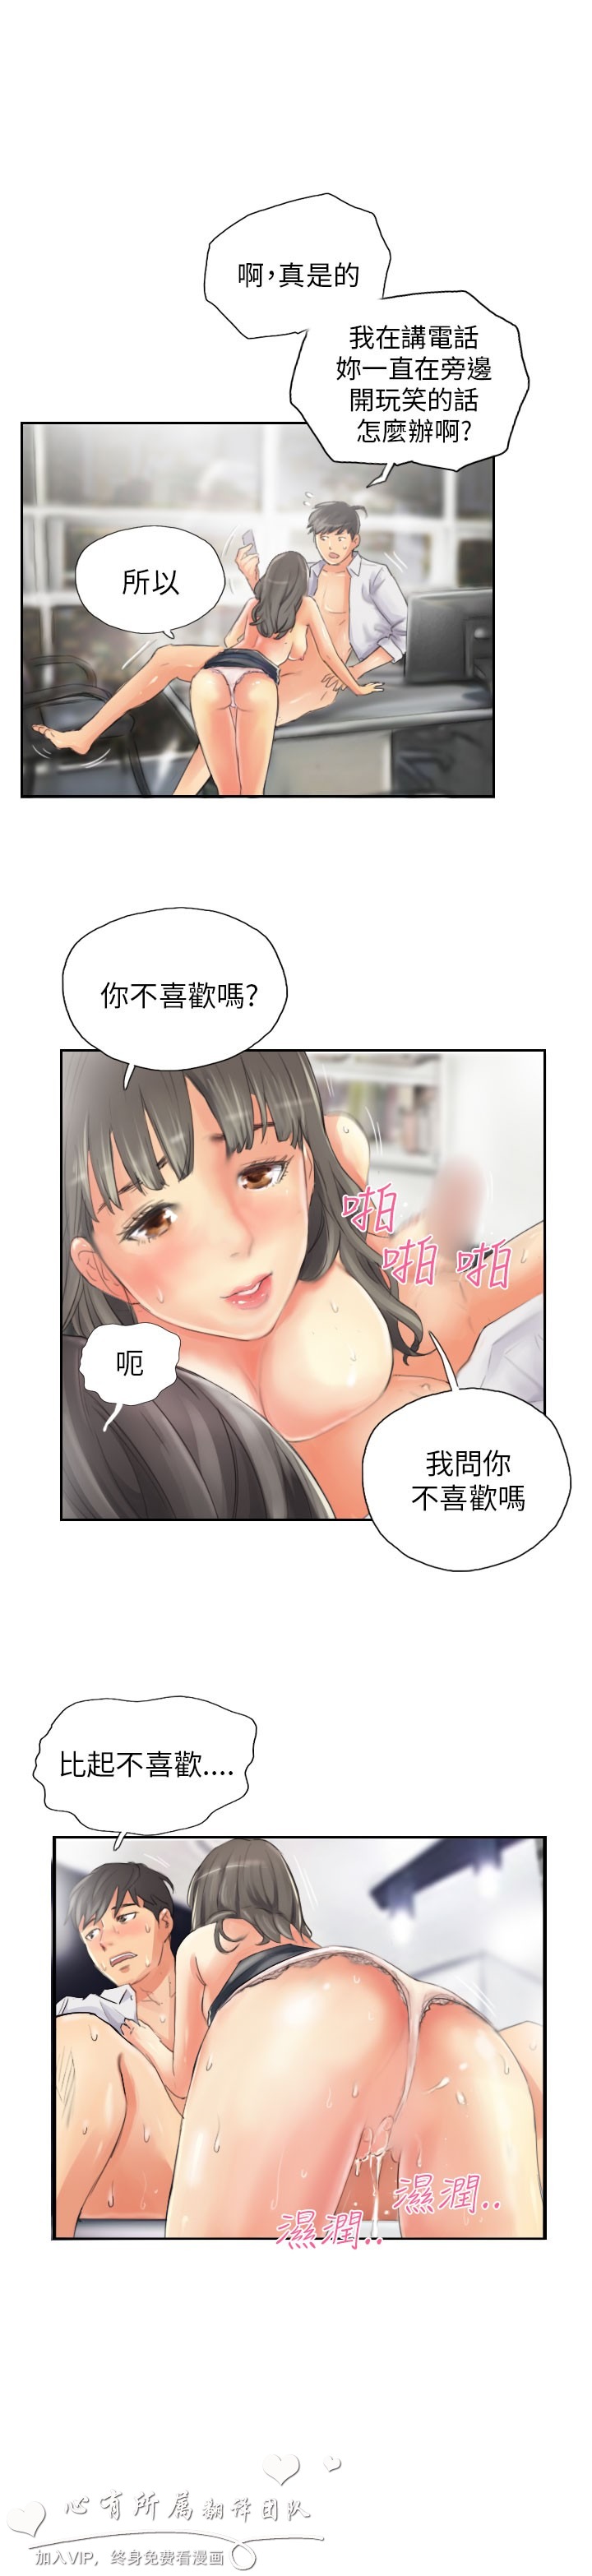 啊，真是的
我在講電話
妳一直在旁邊
開玩笑的話
怎麼辦啊?
所以
你不喜歡嗎?
啪
啪 啪
呃
我問你
不喜歡嗎
比起不喜歡....
濕潤..
濕潤..
心有所属翻译团队
加入VIP，终身免费看漫画